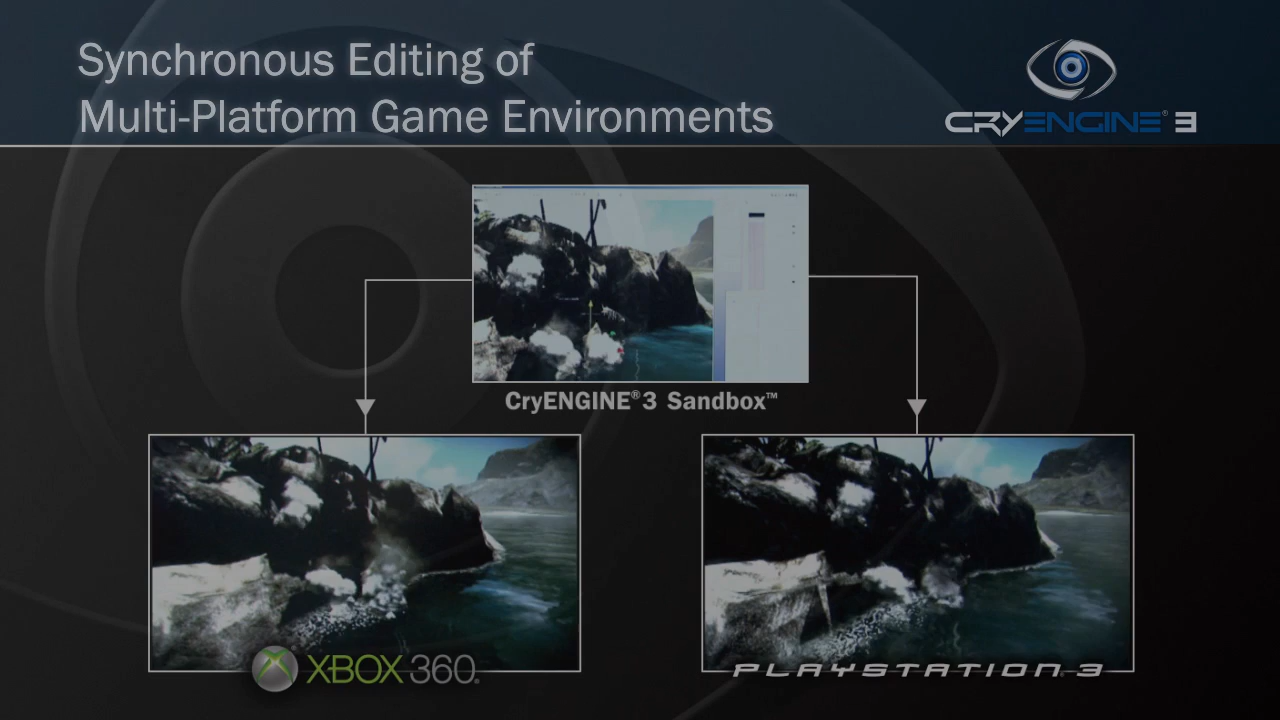 Synchronous Editing of
Multi-Platform Game Environments
CRYENGINE® 3
CryENGINE®3 Sandbox™
XBOX 360.
PLAYSTATION®3